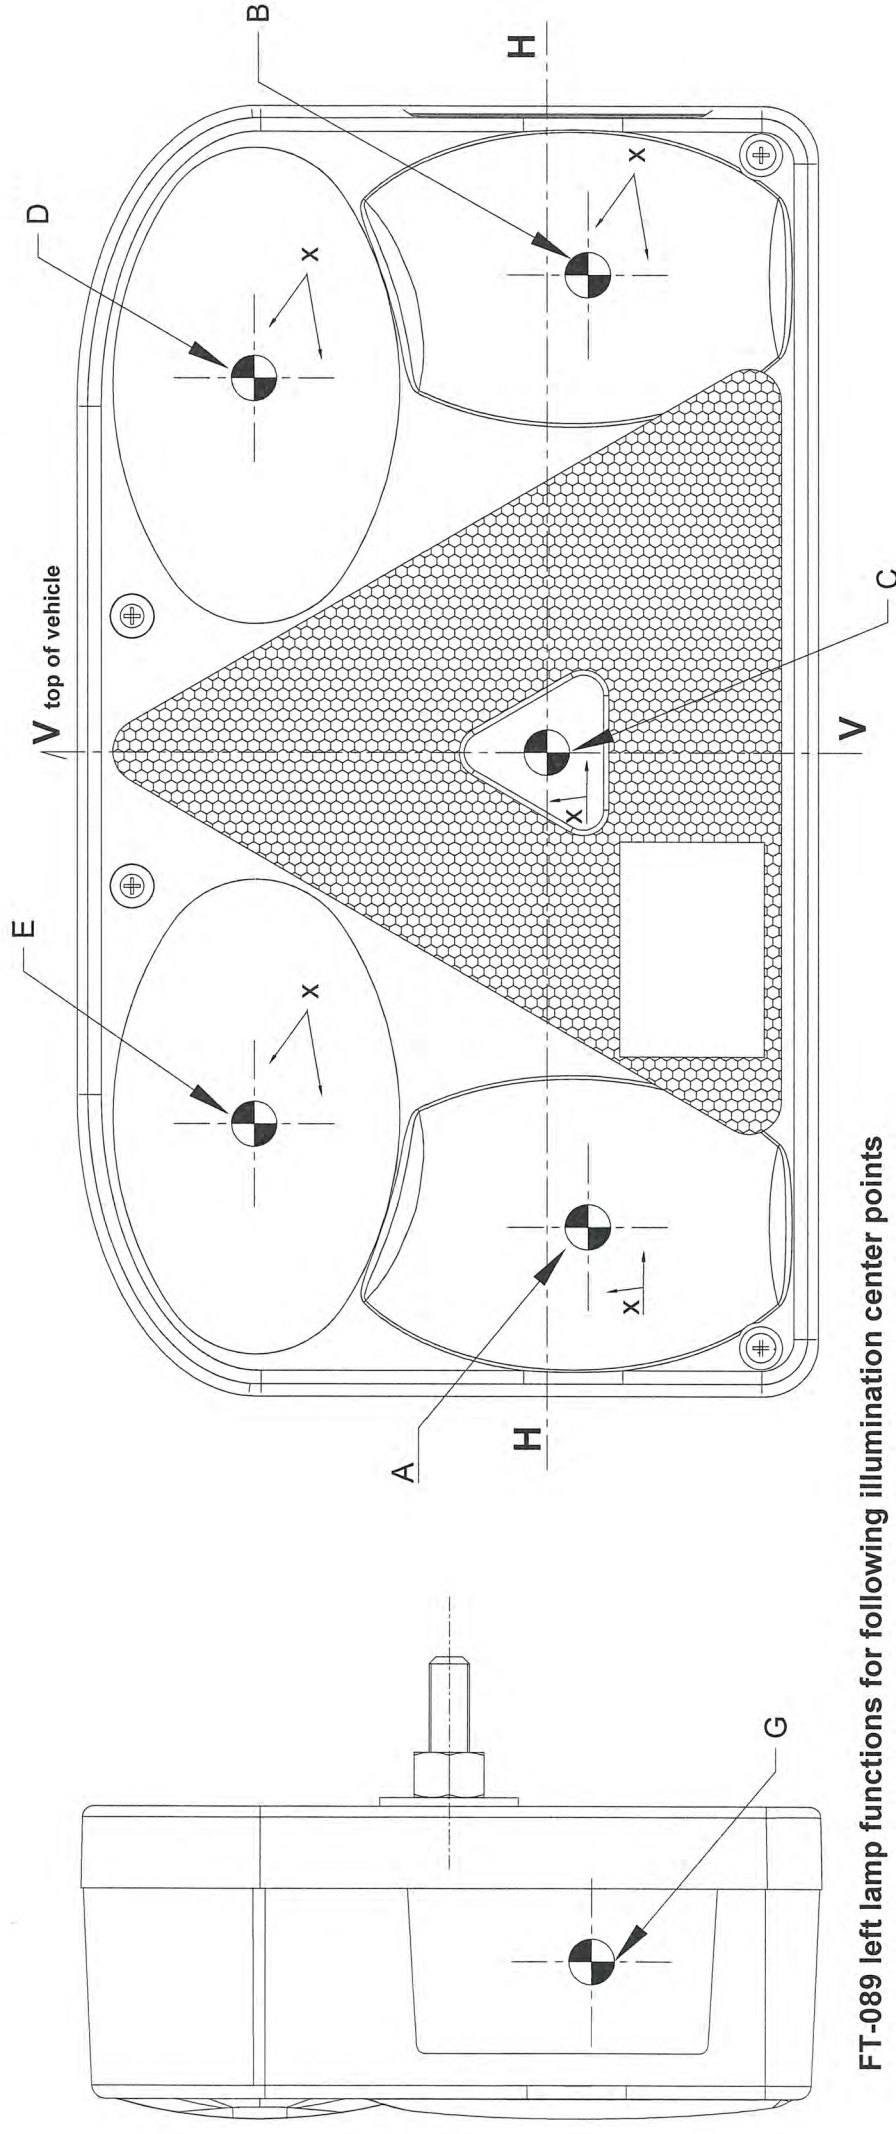 V top of vehicle
E
D
B
x
x
H
H
x
x
x
A
C
G
V
FT-089 left lamp functions for following illumination center points